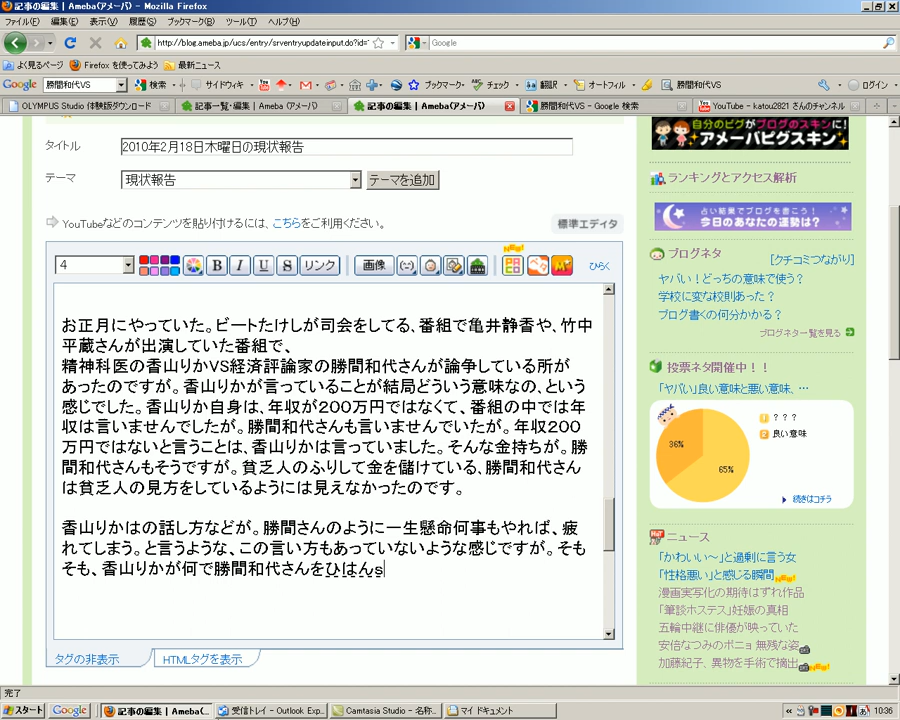 記事の編集 | Ameba(アメーバ) - Mozilla Firefox
ファイル(F) 編集(E) 表示(V) 履歴(S) ブックマーク(B) ツール(T) ヘルプ(H)
http://blog.ameba.jp/ucs/entry/srventryupdateinput.do?id=
Google
よく見るページ Firefox を使ってみよう 最新ニュース
Google 勝間和代VS 検索 サイドウィキ ブックマーク チェック 翻訳 オートフィル 勝間和代VS ログイン
OLYMPUS Studio 体験版ダウンロード 記事一覧・編集 | Ameba (アメーバ) 記事の編集 | Ameba(アメーバ) 勝間和代VS - Google 検索 YouTube - katou2821 さんのチャンネル
タイトル 2010年2月18日木曜日の現状報告
テーマ 現状報告 テーマを追加
YouTubeなどのコンテンツを貼り付けるには、こちらをご利用ください。 標準エディタ
4 B I U S リンク 画像 NEW! ひらく
お正月にやっていた。ビートたけしが司会をしてる、番組で亀井静香や、竹中
平蔵さんが出演していた番組で、
精神科医の香山りかVS経済評論家の勝間和代さんが論争している所が
あったのですが。香山りかが言っていることが結局どういう意味なの、という
感じでした。香山りか自身は、年収が200万円ではなくて、番組の中では年
収は言いませんでしたが。勝間和代さんも言いませんでいたが。年収200
万円ではないと言うことは、香山りかは言っていました。そんな金持ちが。勝
間和代さんもそうですが。貧乏人のふりして金を儲けている、勝間和代さん
は貧乏人の見方をしているようには見えなかったのです。
香山りかはの話し方などが。勝間さんのように一生懸命何事もやれば、疲
れてしまう。と言うような、この言い方もあっていないような感じですが。そも
そも、香山りかが何で勝間和代さんをひはんs
タグの非表示 HTMLタグを表示
自分のピグがブログのスキンに!
アメーバピグスキン
ランキングとアクセス解析
占い結果でブログを書こう!
今日のあなたの運勢は?
ブログネタ
[クチコミつながり]
ヤバい!どっちの意味で使う?
学校に変な校則あった?
ブログ書くの何分かかる?
ブログネタ一覧を見る
投票ネタ開催中!!
「ヤバい」良い意味と悪い意味、…
36%
65%
1 ???
2 良い意味
続きはコチラ
ニュース
「かわいい～」と過剰に言う女
「性格悪い」と感じる瞬間 NEW!
漫画実写化の期待はずれ作品
「筆談ホステス」妊娠の真相
五輪中継に俳優が映っていた
安倍なつみのポニョ 無残な姿
加藤紀子、異物を手術で摘出 NEW!
完了
スタート Google 記事の編集 | Ameba(... 受信トレイ - Outlook Exp... Camtasia Studio - 名称... マイ ドキュメント 10:36